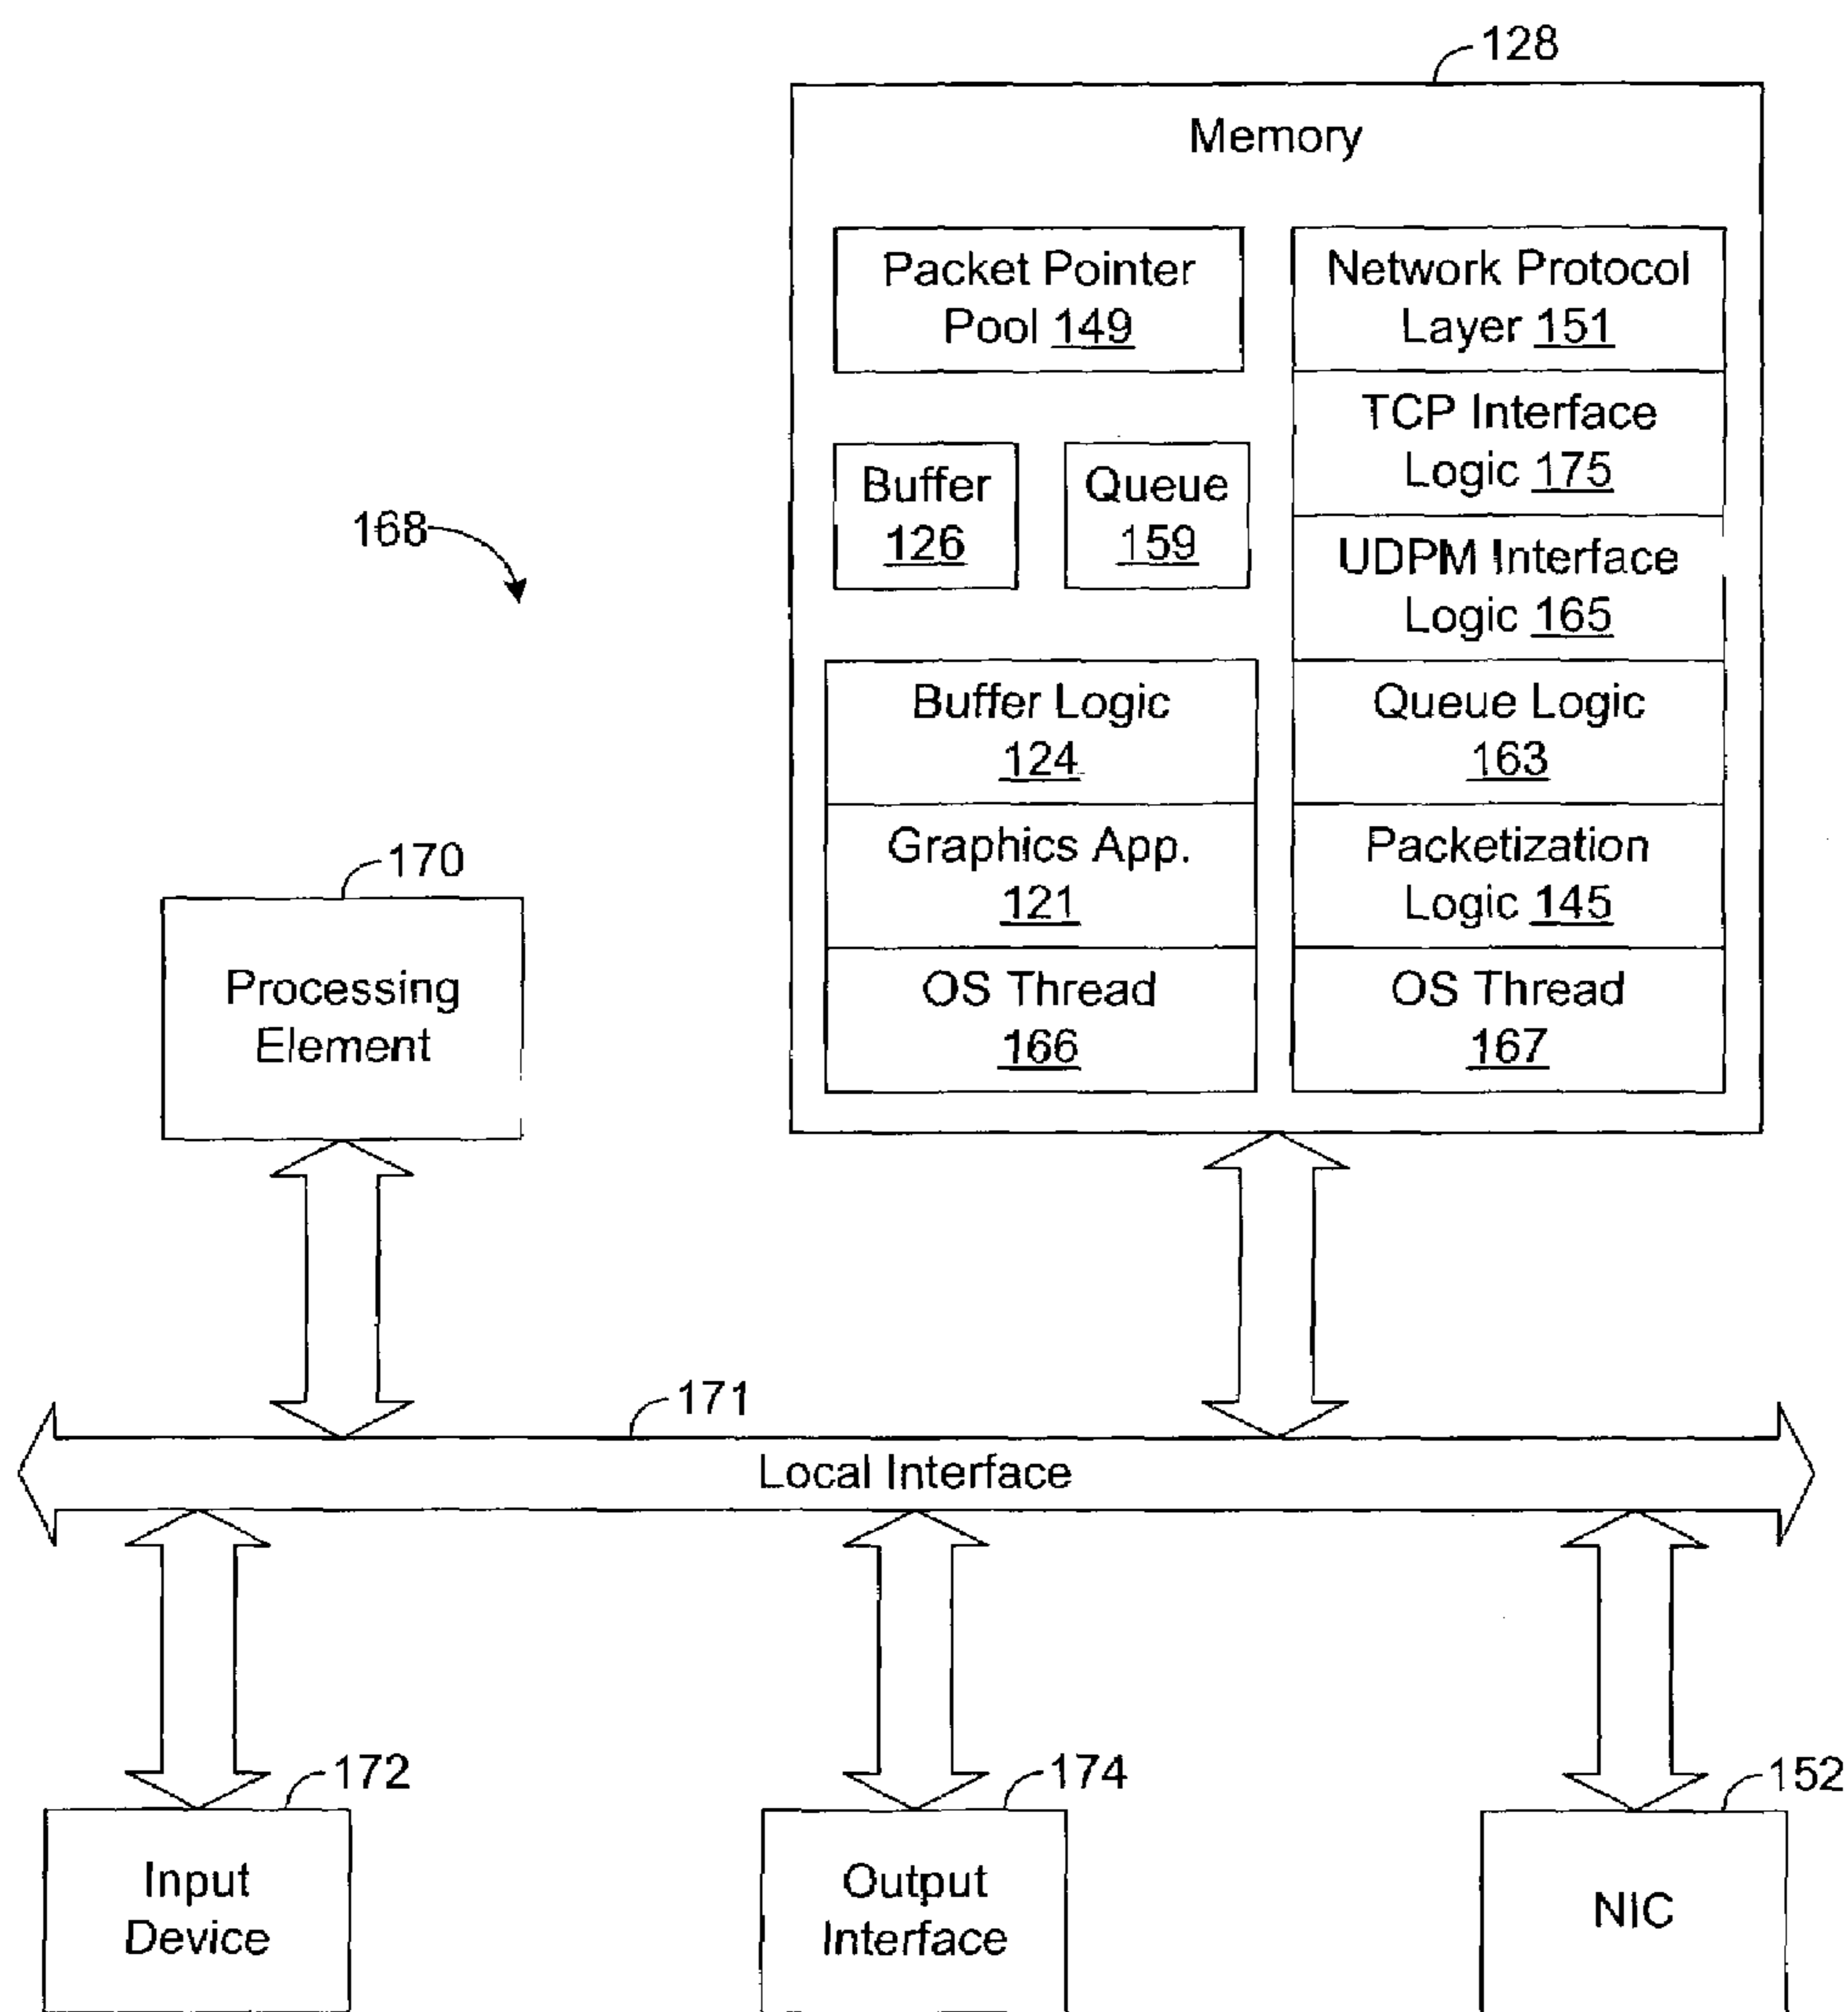 128
Memory
Packet Pointer
Pool 149
Network Protocol
Layer 151
TCP Interface
Logic 175
Buffer
126
Queue
159
168
UDPM Interface
Logic 165
Buffer Logic
124
Queue Logic
163
Graphics App.
121
Packetization
Logic 145
OS Thread
166
OS Thread
167
170
Processing
Element
171
Local Interface
172
Input
Device
174
Output
Interface
152
NIC